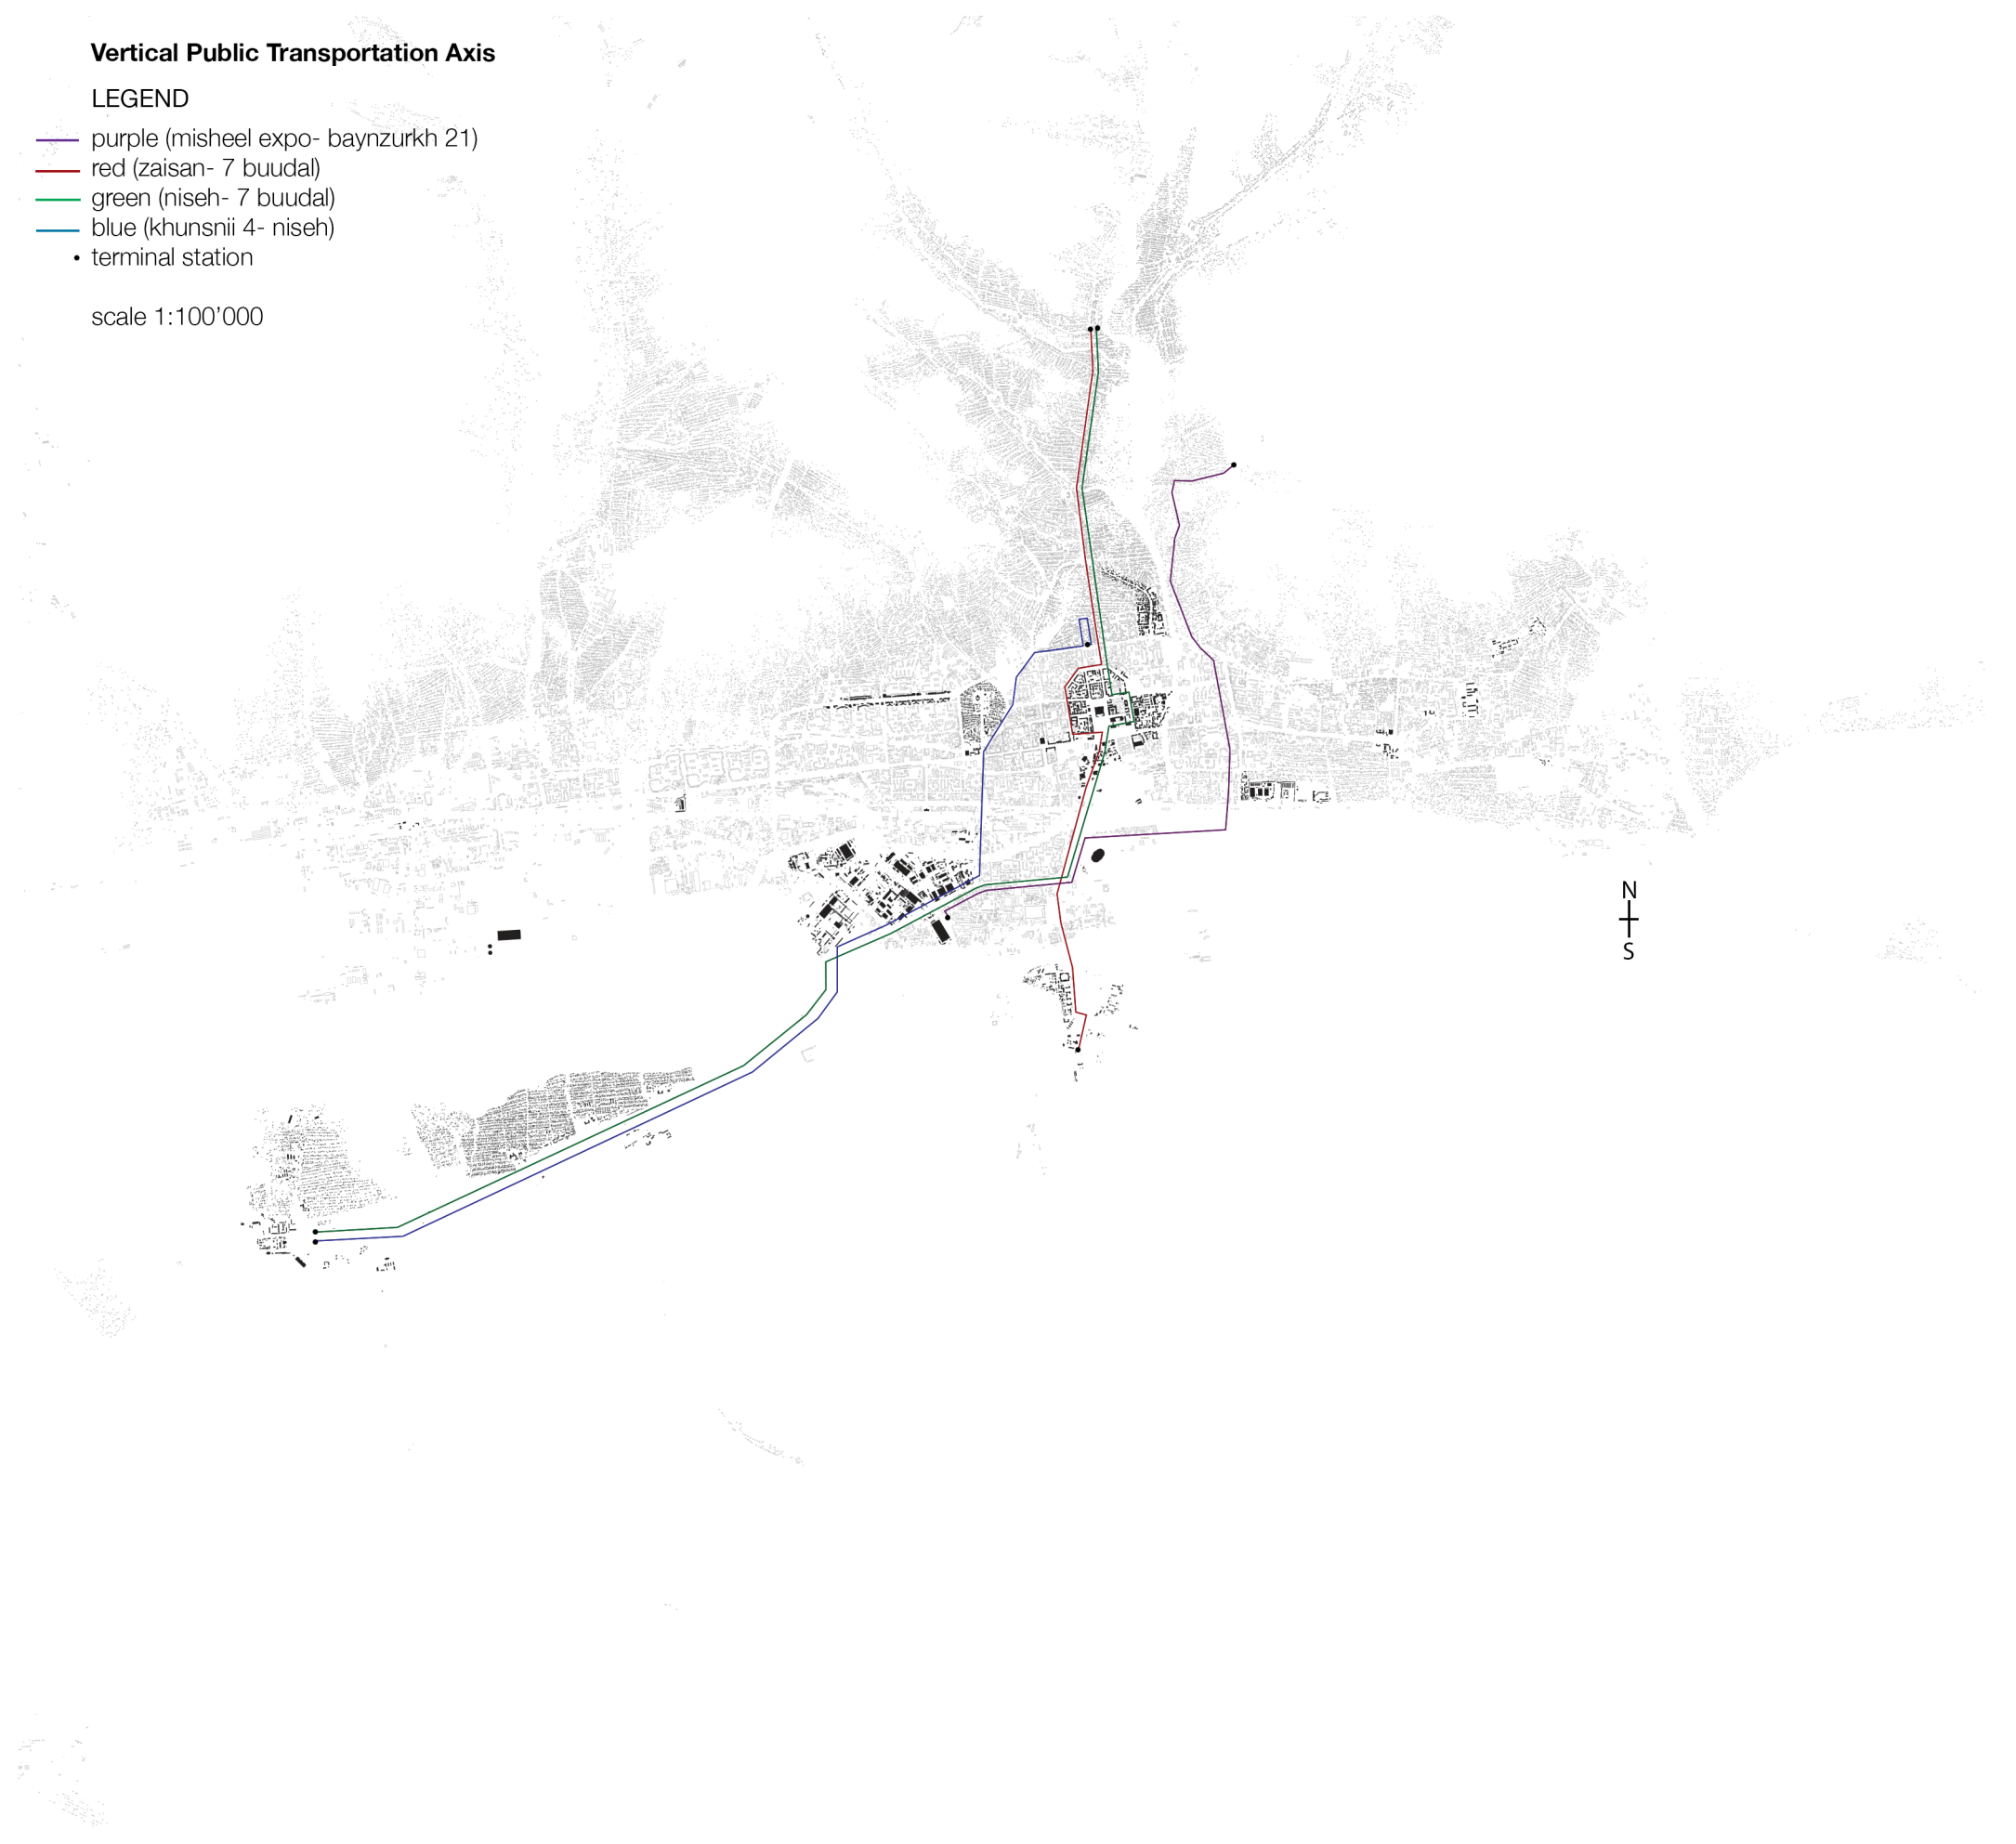 Vertical Public Transportation Axis
LEGEND
purple (misheel expo- baynzurkh 21)
red (zaisan- 7 buudal)
green (niseh- 7 buudal)
blue (khunsnii 4- niseh)
terminal station
scale 1:100’000
N
S